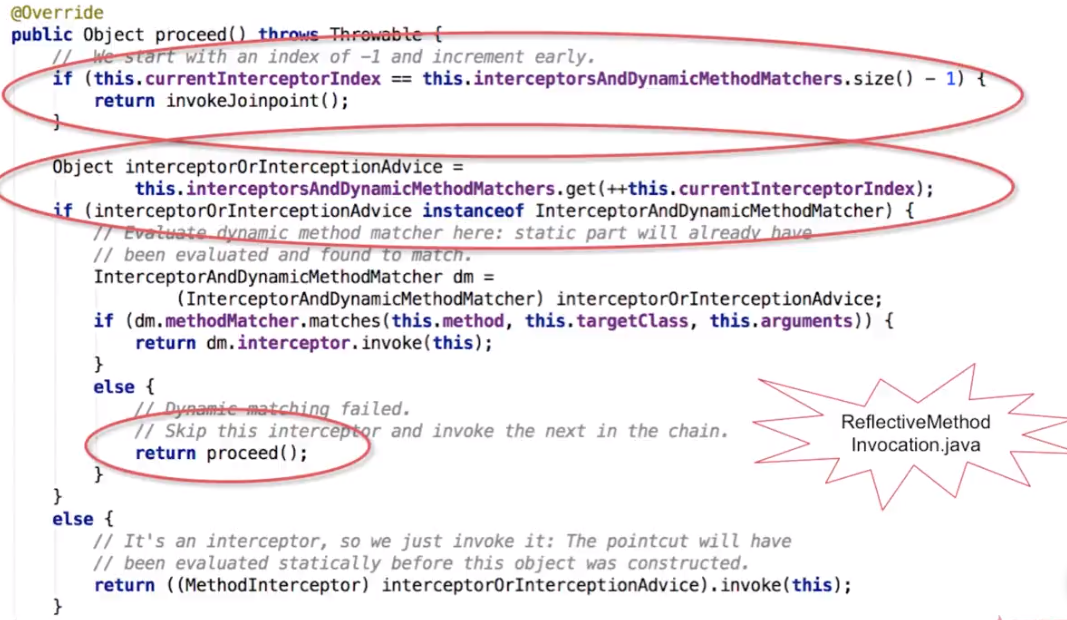 @Override
public Object proceed() throws Throwable {
    // We start with an index of -1 and increment early.
    if (this.currentInterceptorIndex == this.interceptorsAndDynamicMethodMatchers.size() - 1) {
        return invokeJoinpoint();
    }
    Object interceptorOrInterceptionAdvice =
            this.interceptorsAndDynamicMethodMatchers.get(++this.currentInterceptorIndex);
    if (interceptorOrInterceptionAdvice instanceof InterceptorAndDynamicMethodMatcher) {
        // Evaluate dynamic method matcher here: static part will already have
        // been evaluated and found to match.
        InterceptorAndDynamicMethodMatcher dm =
                (InterceptorAndDynamicMethodMatcher) interceptorOrInterceptionAdvice;
        if (dm.methodMatcher.matches(this.method, this.targetClass, this.arguments)) {
            return dm.interceptor.invoke(this);
        }
        else {
            // Dynamic matching failed.
            // Skip this interceptor and invoke the next in the chain.
            return proceed();
        }
    }
    else {
        // It's an interceptor, so we just invoke it: The pointcut will have
        // been evaluated statically before this object was constructed.
        return ((MethodInterceptor) interceptorOrInterceptionAdvice).invoke(this);
    }
ReflectiveMethod
Invocation.java